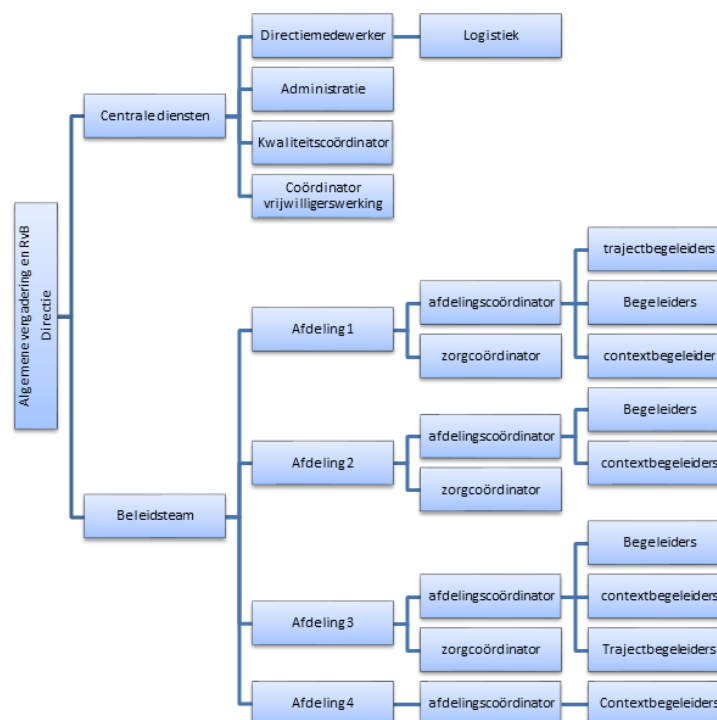 Algemene vergadering en RvB
Directie
Centrale diensten
Directiemedewerker
Logistiek
Administratie
Kwaliteitscoördinator
Coördinator
vrijwilligerswerking
Beleidsteam
Afdeling 1
afdelingscoördinator
trajectbegeleiders
Begeleiders
contextbegeleider
zorgcoördinator
Afdeling 2
afdelingscoördinator
Begeleiders
contextbegeleiders
zorgcoördinator
Afdeling 3
afdelingscoördinator
Begeleiders
contextbegeleiders
Trajectbegeleiders
zorgcoördinator
Afdeling 4
afdelingscoördinator
Contextbegeleiders